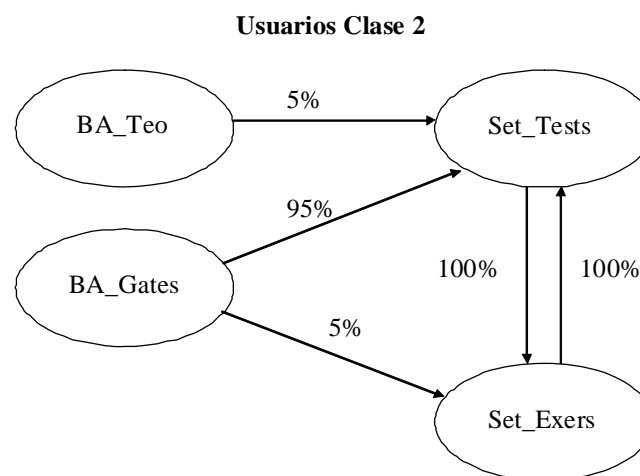 Usuarios Clase 2
BA_Teo
5%
Set_Tests
95%
BA_Gates
100%
100%
5%
Set_Exers